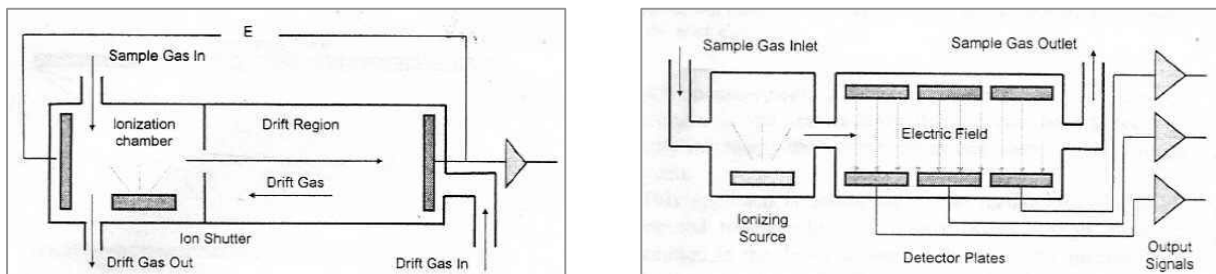 E
Sample Gas In
Ionization
chamber
Drift Region
Drift Gas
Ion Shutter
Drift Gas Out
Drift Gas In
Sample Gas Inlet
Sample Gas Outlet
Electric Field
Ionizing
Source
Detector Plates
Output
Signals